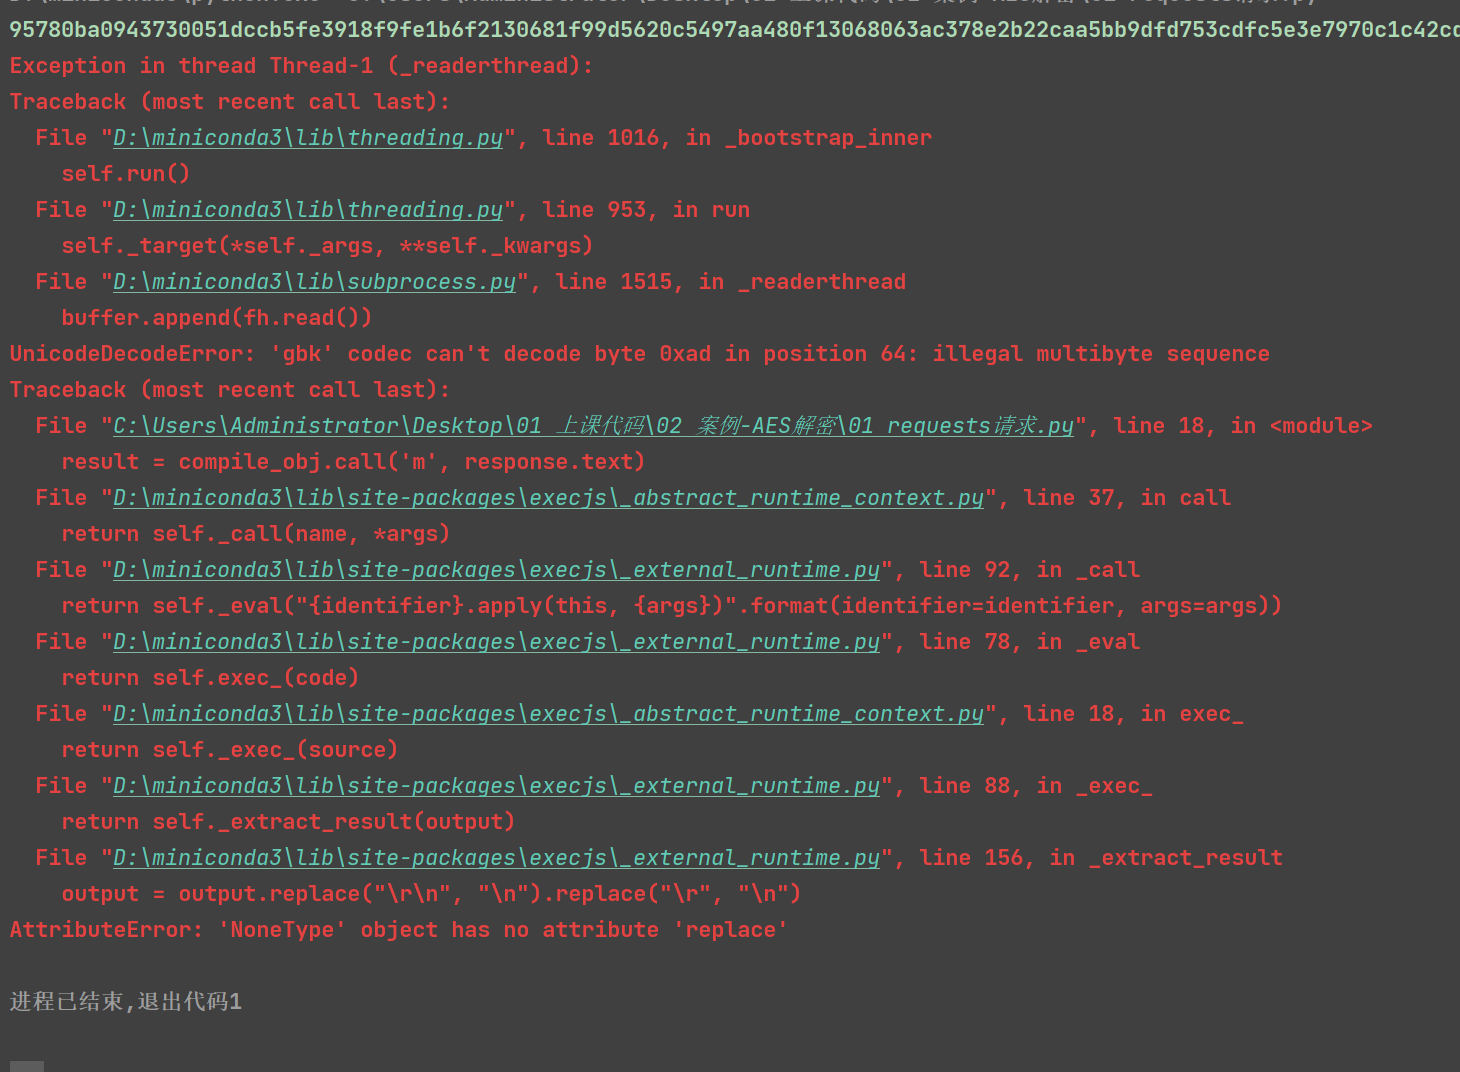 95780ba0943730051dccb5fe3918f9fe1b6f2130681f99d5620c5497aa480f13068063ac378e2b22caa5bb9dfd753cdfc5e3e7970c1c42cd
Exception in thread Thread-1 (_readerthread):
Traceback (most recent call last):
  File "D:\miniconda3\lib\threading.py", line 1016, in _bootstrap_inner
    self.run()
  File "D:\miniconda3\lib\threading.py", line 953, in run
    self._target(*self._args, **self._kwargs)
  File "D:\miniconda3\lib\subprocess.py", line 1515, in _readerthread
    buffer.append(fh.read())
UnicodeDecodeError: 'gbk' codec can't decode byte 0xad in position 64: illegal multibyte sequence
Traceback (most recent call last):
  File "C:\Users\Administrator\Desktop\01 上课代码\02 案例-AES解密\01 requests请求.py", line 18, in <module>
    result = compile_obj.call('m', response.text)
  File "D:\miniconda3\lib\site-packages\execjs\_abstract_runtime_context.py", line 37, in call
    return self._call(name, *args)
  File "D:\miniconda3\lib\site-packages\execjs\_external_runtime.py", line 92, in _call
    return self._eval("{identifier}.apply(this, {args})".format(identifier=identifier, args=args))
  File "D:\miniconda3\lib\site-packages\execjs\_external_runtime.py", line 78, in _eval
    return self.exec_(code)
  File "D:\miniconda3\lib\site-packages\execjs\_abstract_runtime_context.py", line 18, in exec_
    return self._exec_(source)
  File "D:\miniconda3\lib\site-packages\execjs\_external_runtime.py", line 88, in _exec_
    return self._extract_result(output)
  File "D:\miniconda3\lib\site-packages\execjs\_external_runtime.py", line 156, in _extract_result
    output = output.replace("\r\n", "\n").replace("\r", "\n")
AttributeError: 'NoneType' object has no attribute 'replace'
进程已结束,退出代码1